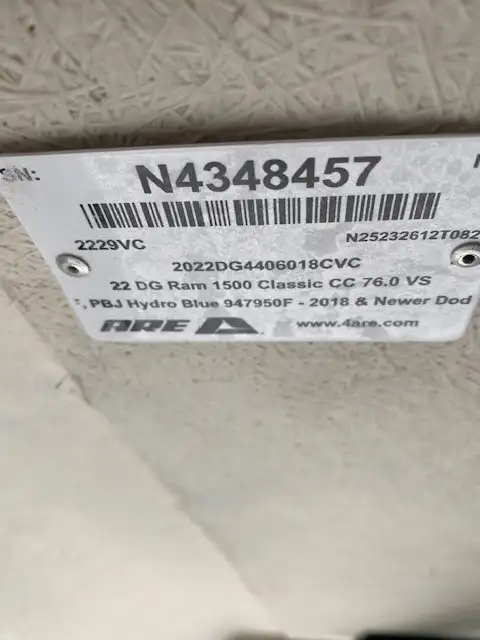 SN: N4348457
2229VC N25232612T082
2022DG4406018CVC
22 DG Ram 1500 Classic CC 76.0 VS
, PBJ Hydro Blue 947950F - 2018 & Newer Dod
ARE www.4are.com